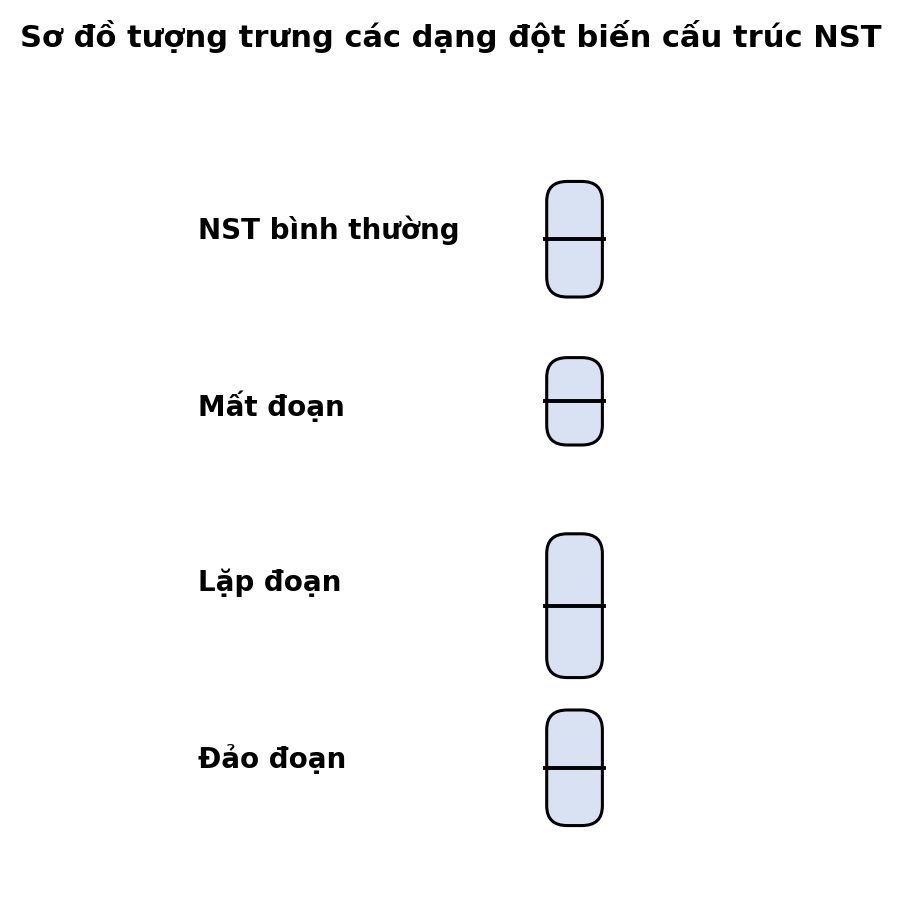 Sơ đồ tượng trưng các dạng đột biến cấu trúc NST
NST bình thường
Mất đoạn
Lặp đoạn
Đảo đoạn